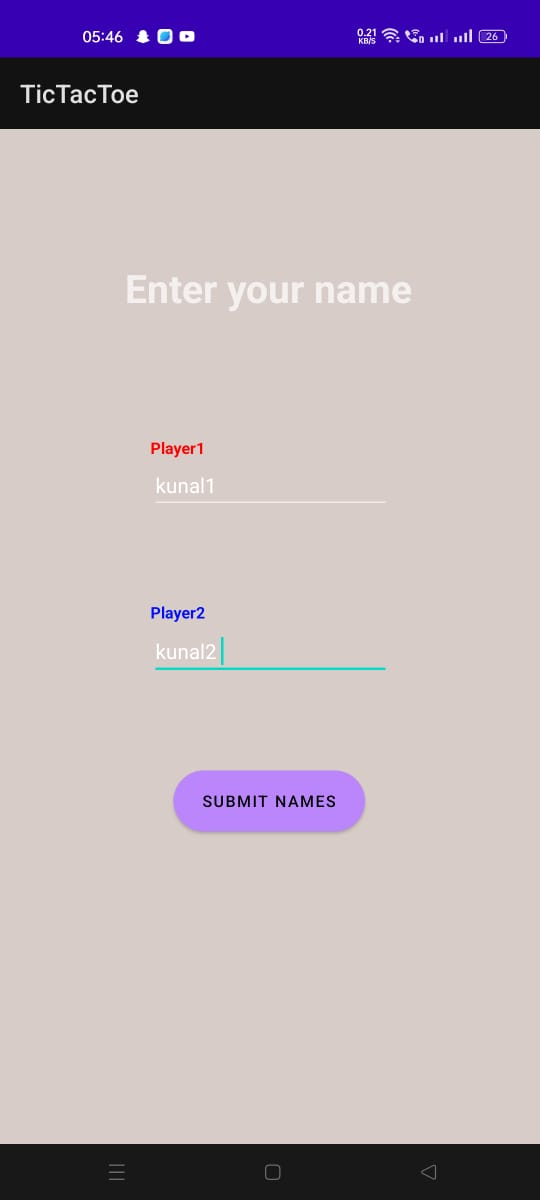 05:46
0.21
KB/S
26
TicTacToe
Enter your name
Player1
kunal1
Player2
kunal2
SUBMIT NAMES